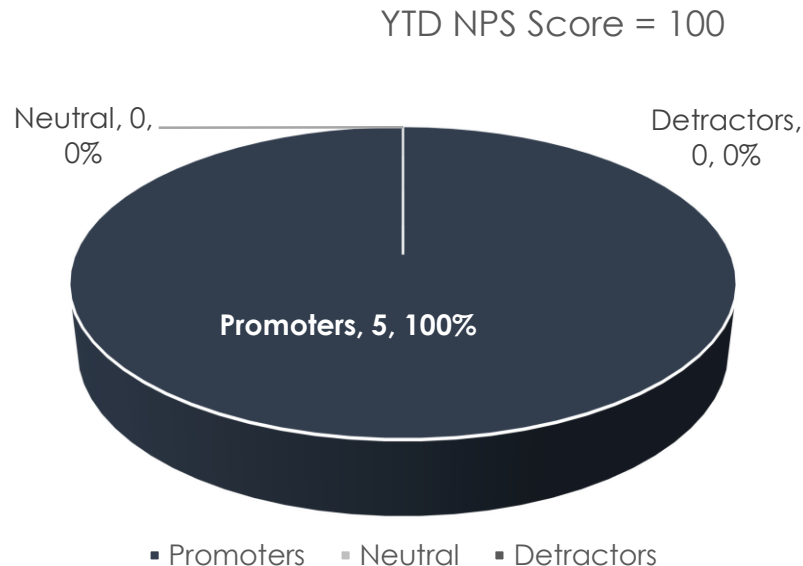 YTD NPS Score = 100
Neutral, 0,
0%
Detractors,
0, 0%
Promoters, 5, 100%
Promoters Neutral Detractors